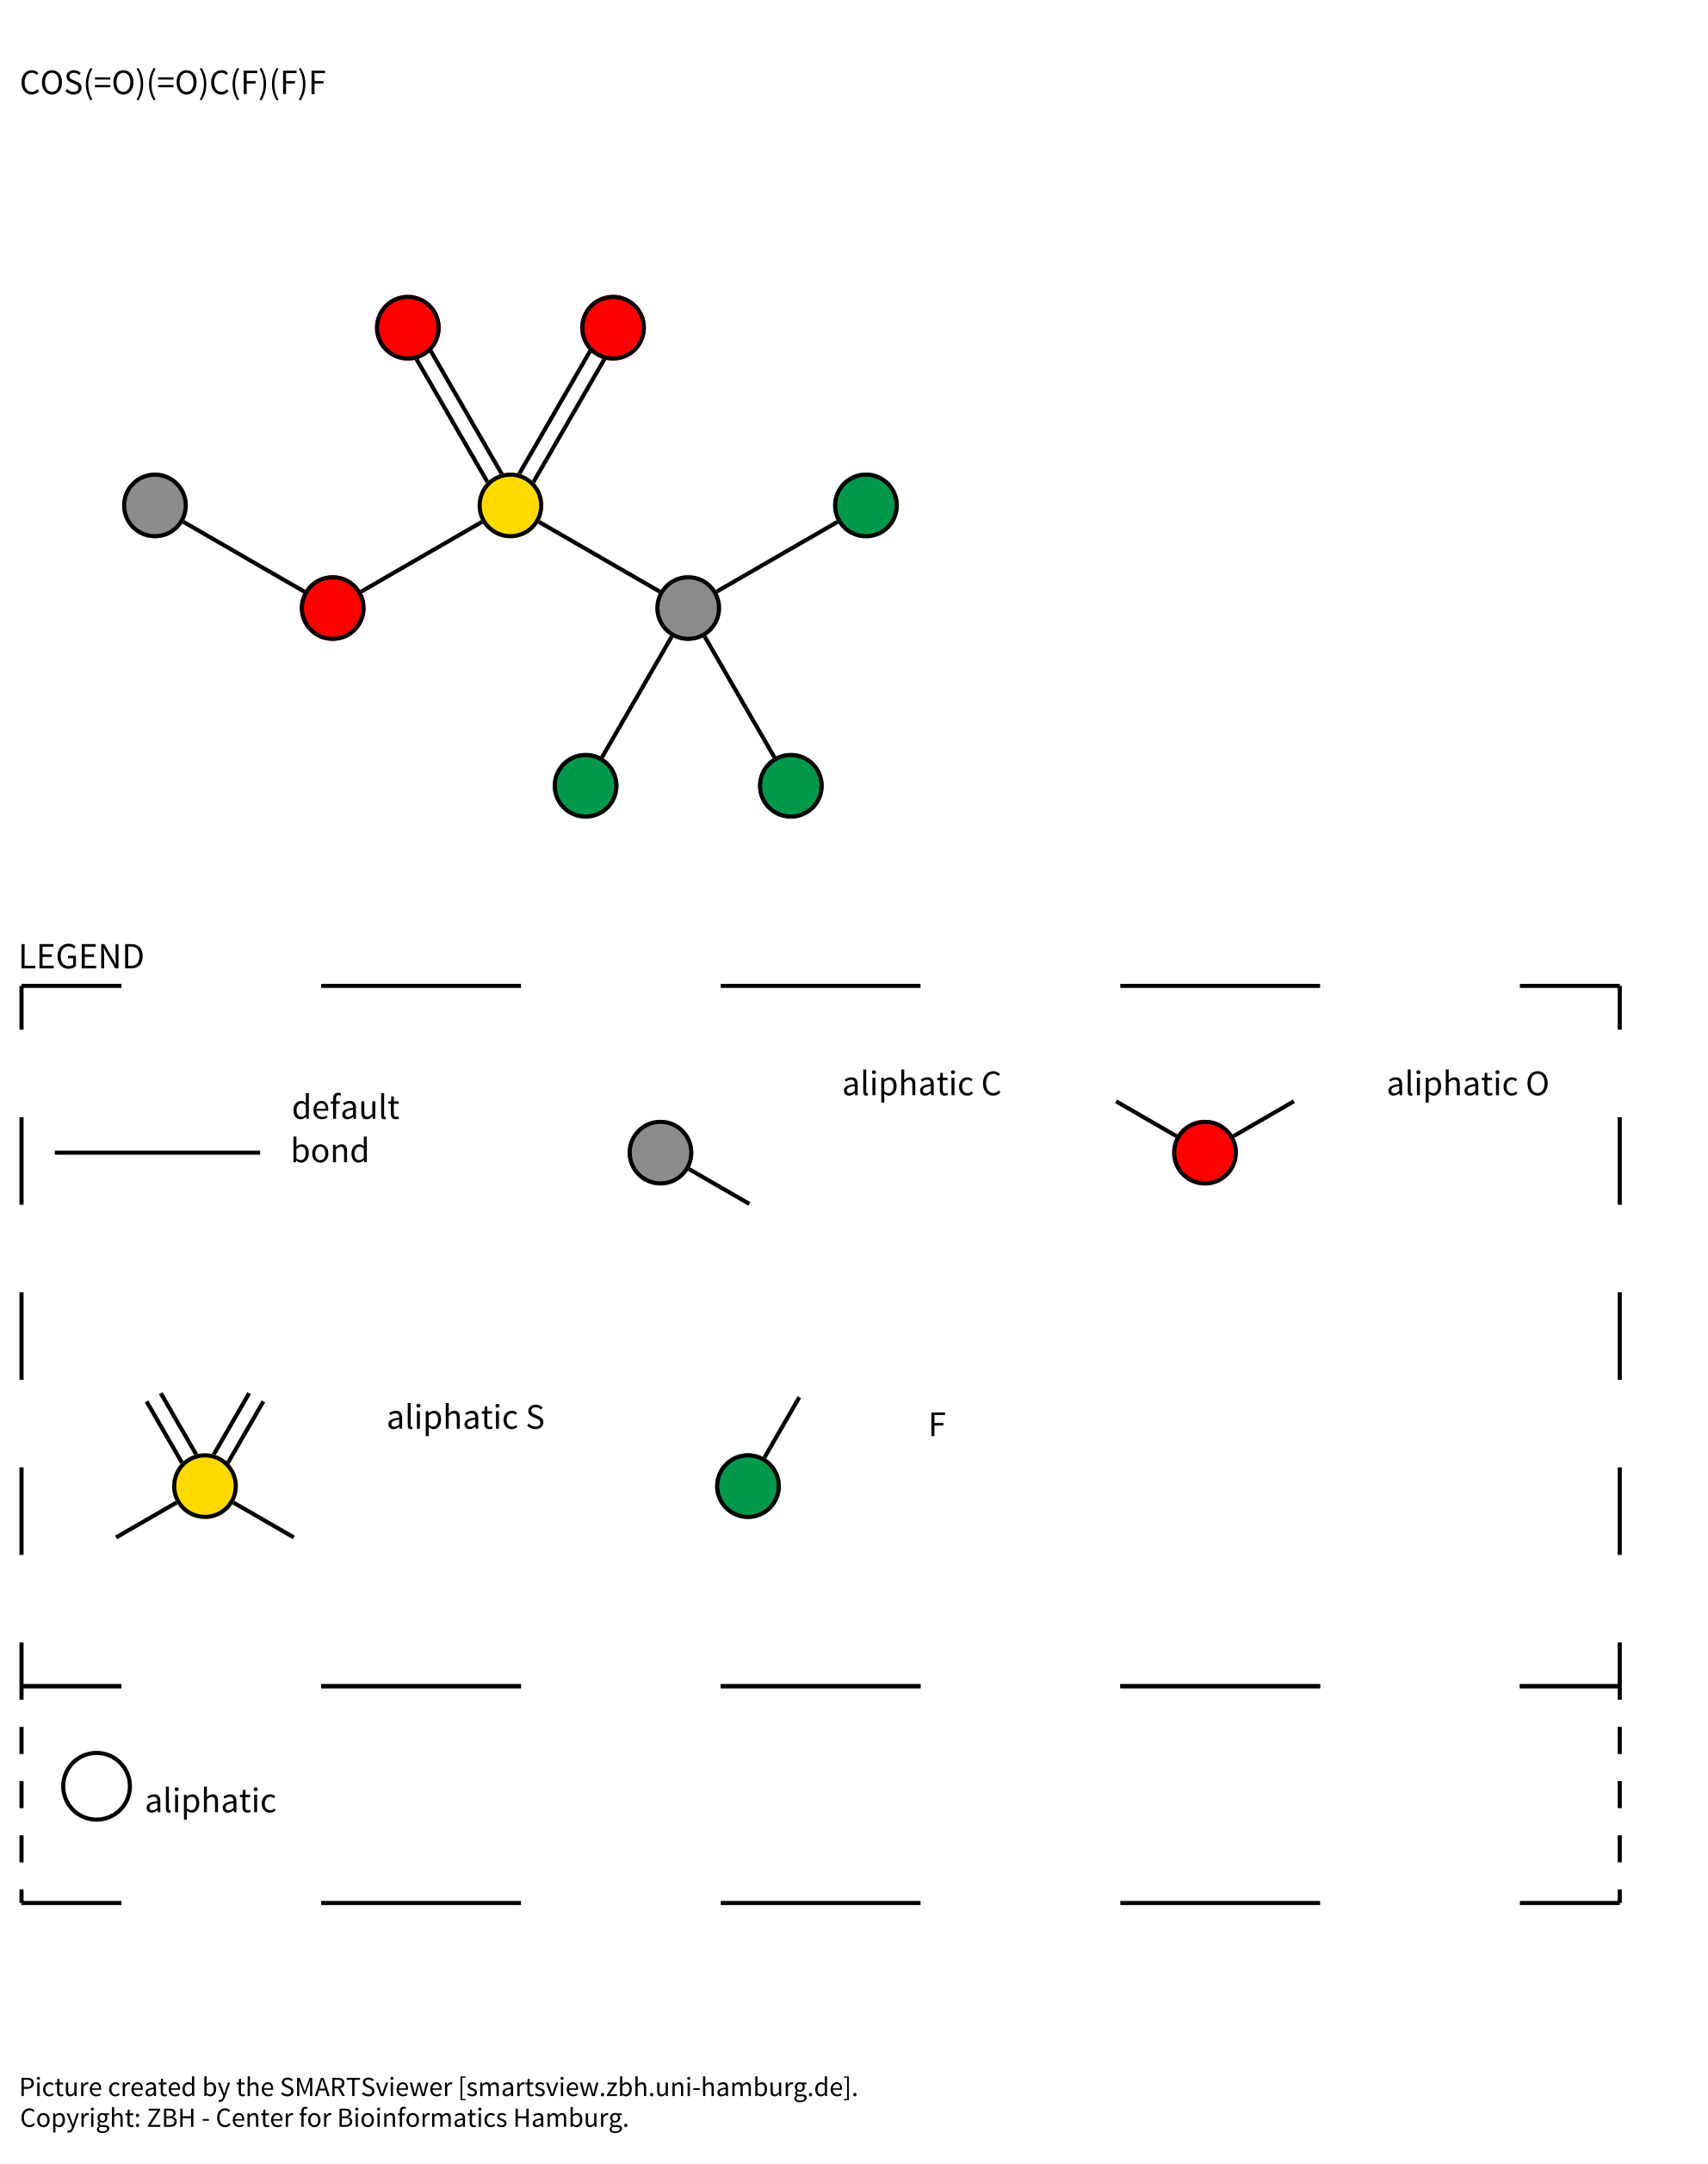 COS(=O)(=O)C(F)(F)F
LEGEND
default
bond
aliphatic C
aliphatic O
aliphatic S
F
aliphatic
Picture created by the SMARTSviewer [smartsview.zbh.uni-hamburg.de].
Copyright: ZBH - Center for Bioinformatics Hamburg.